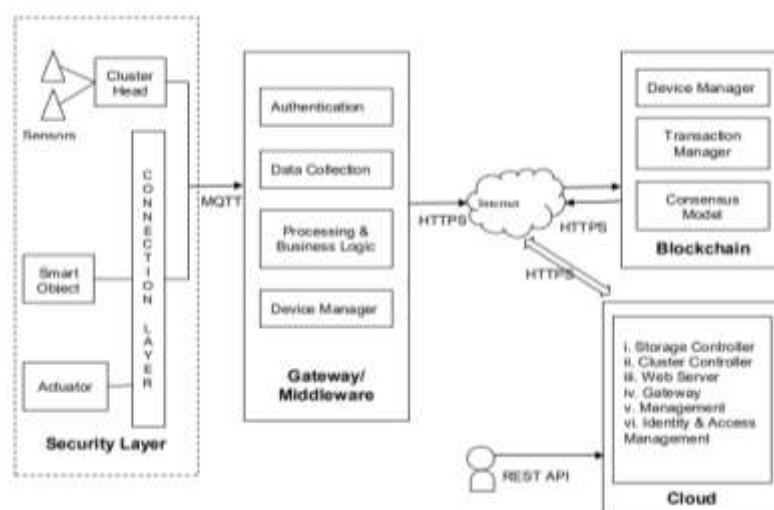 Cluster
Head
Sensors
CONNECTION LAYER
Smart
Object
Actuator
Security Layer
MQTT
Authentication
Data Collection
Processing &
Business Logic
Device Manager
Gateway/
Middleware
HTTPS
Internet
HTTPS
HTTPS
Device Manager
Transaction
Manager
Consensus
Model
Blockchain
i. Storage Controller
ii. Cluster Controller
iii. Web Server
iv. Gateway
v. Management
vi. Identity & Access
Management
Cloud
REST API